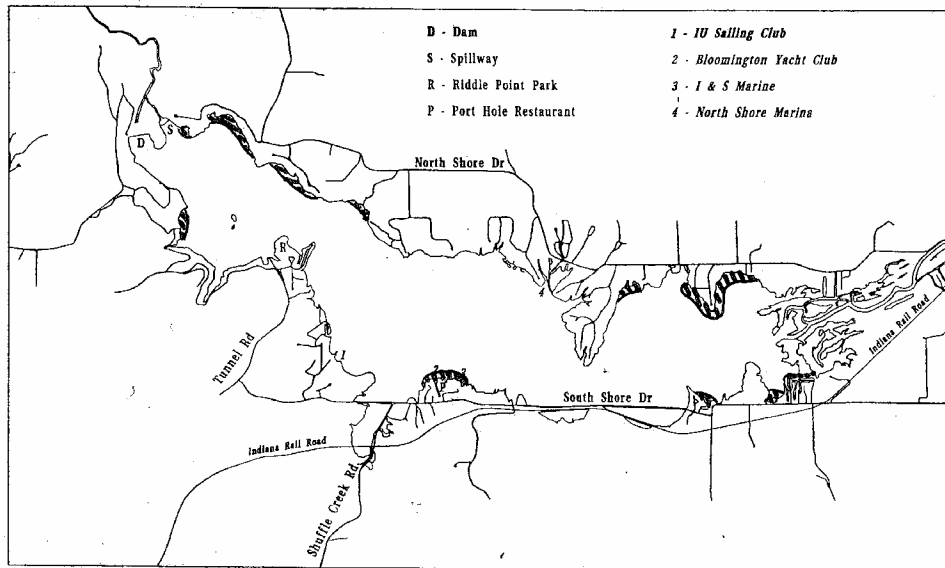 D - Dam
S - Spillway
R - Riddle Point Park
P - Port Hole Restaurant
1 - IU Sailing Club
2 - Bloomington Yacht Club
3 - I & S Marine
4 - North Shore Marina
North Shore Dr
D
S
R
4
Tunnel Rd
1
Indiana Rail Road
South Shore Dr
Indiana Rail Road
Shuffle Creek Rd